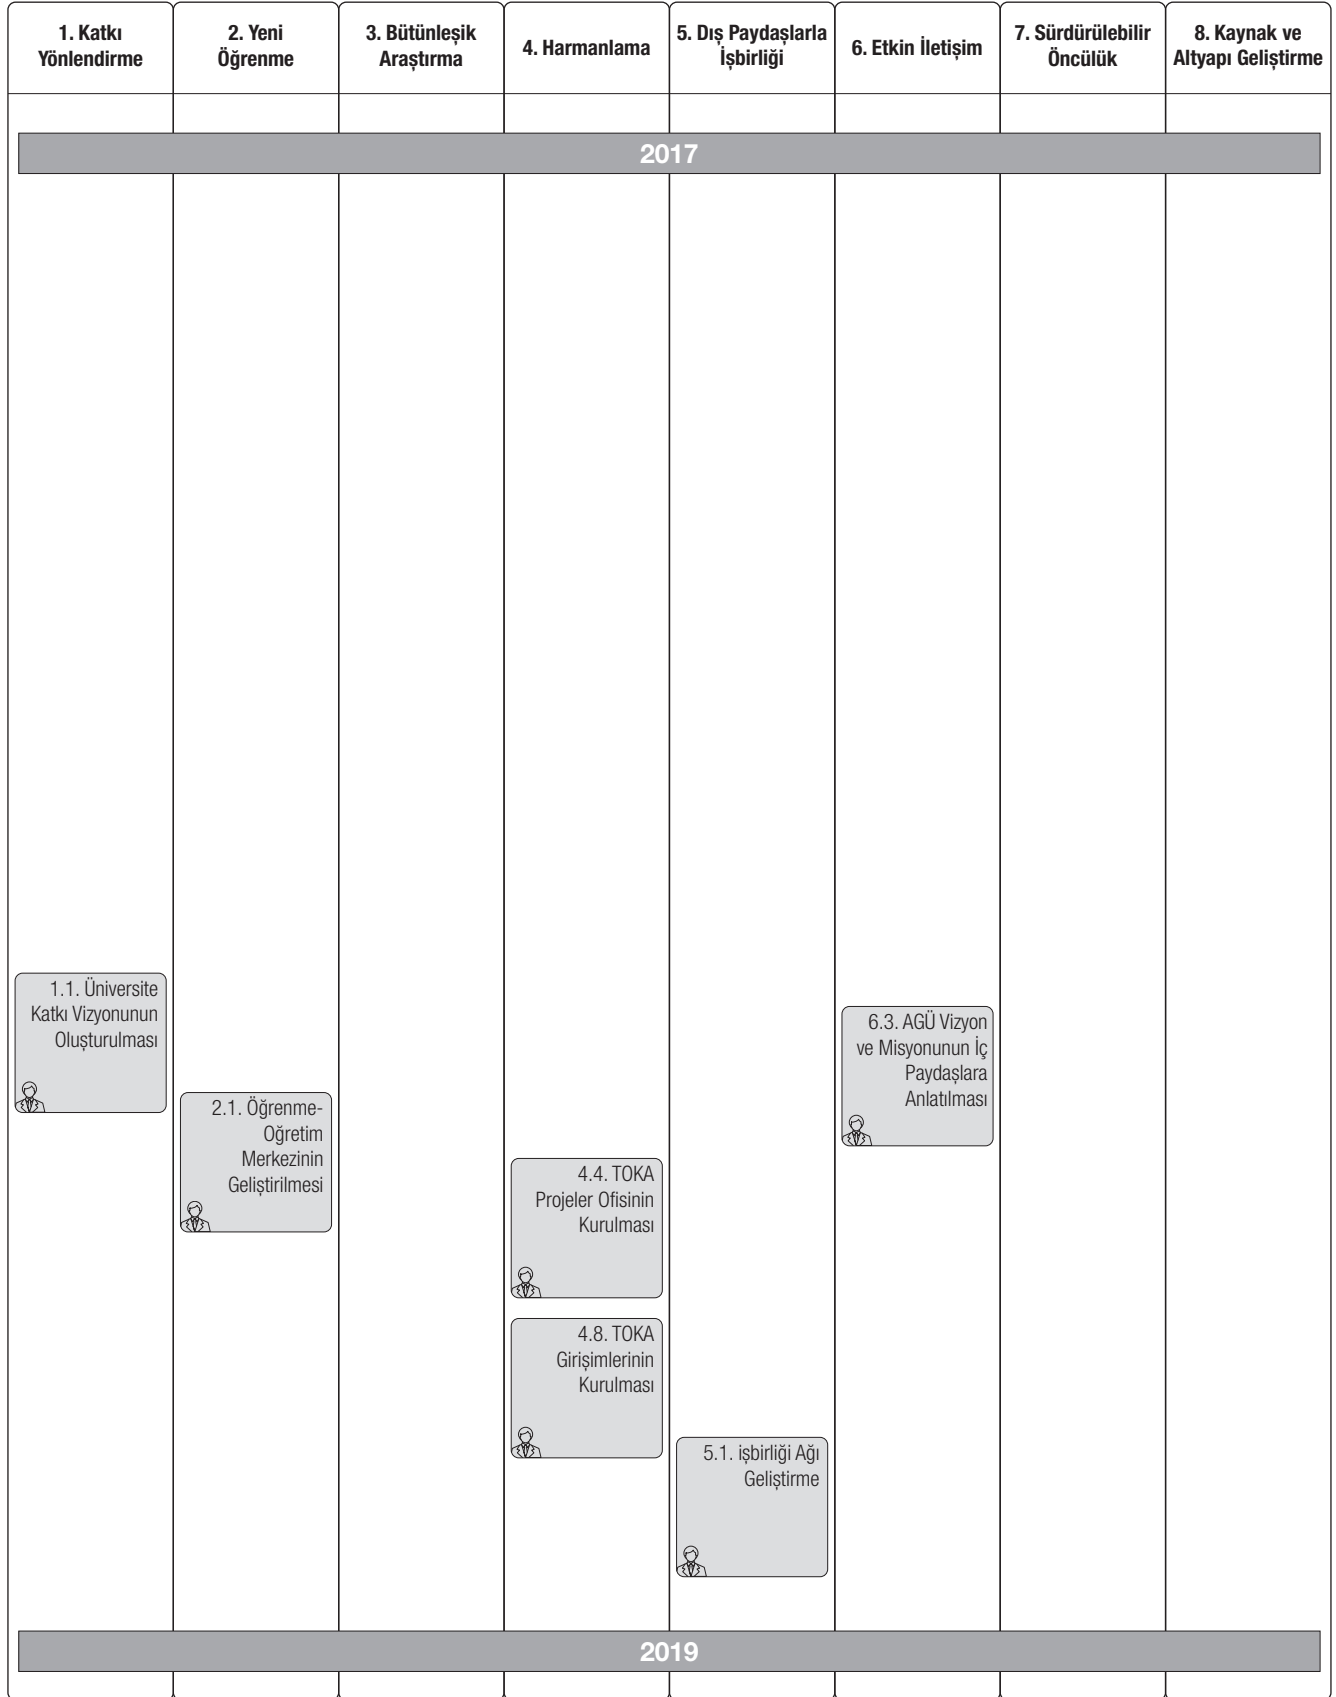 1. Katkı
Yönlendirme
2. Yeni
Öğrenme
3. Bütünleşik
Araştırma
4. Harmanlama
5. Dış Paydaşlarla
İşbirliği
6. Etkin İletişim
7. Sürdürülebilir
Öncülük
8. Kaynak ve
Altyapı Geliştirme
2017
1.1. Üniversite
Katkı Vizyonunun
Oluşturulması
6.3. AGÜ Vizyon
ve Misyonunun İç
Paydaşlara
Anlatılması
2.1. Öğrenme-
Oğretim
Merkezinin
Geliştirilmesi
4.4. TOKA
Projeler Ofisinin
Kurulması
4.8. TOKA
Girişimlerinin
Kurulması
5.1. işbirliği Ağı
Geliştirme
2019